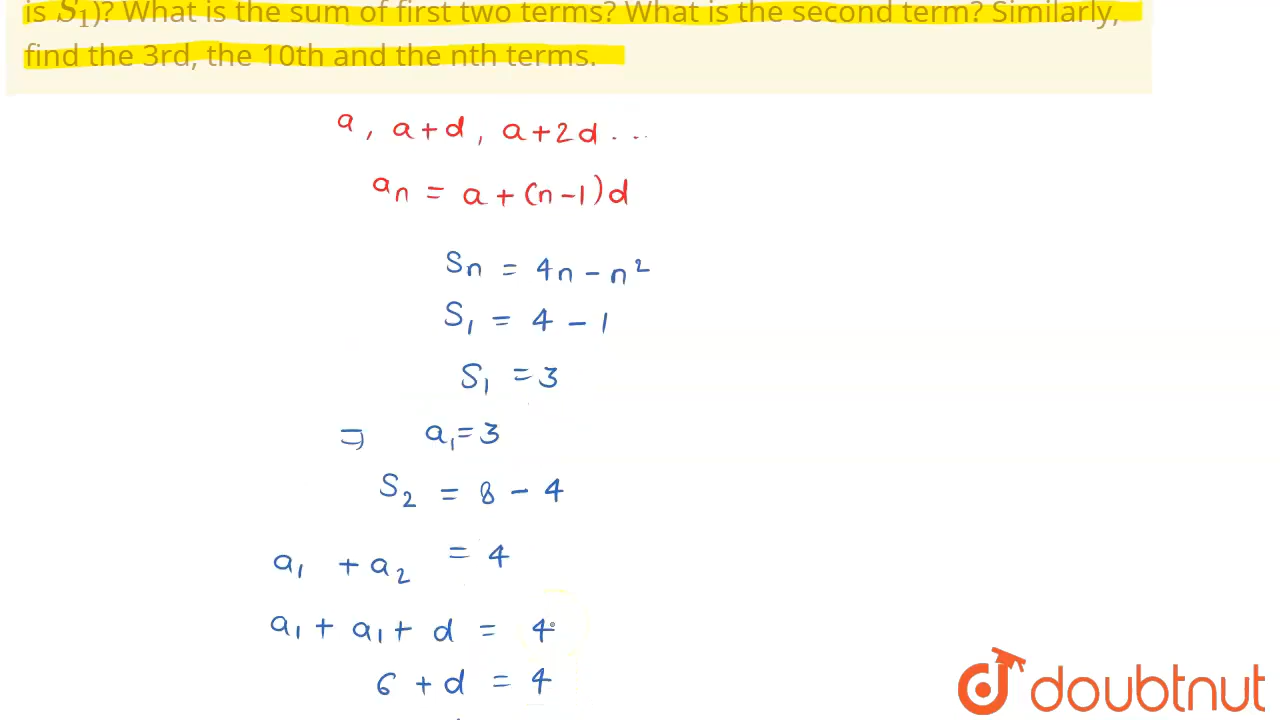 is S₁)? What is the sum of first two terms? What is the second term? Similarly,
find the 3rd, the 10th and the nth terms.
a, a+d, a+2d...
aₙ = a+(n-1)d
Sₙ = 4n - n²
S₁ = 4 - 1
S₁ = 3
⇒ a₁=3
S₂ = 8 - 4
a₁ + a₂ = 4
a₁ + a₁ + d = 4
6 + d = 4
doubtnut